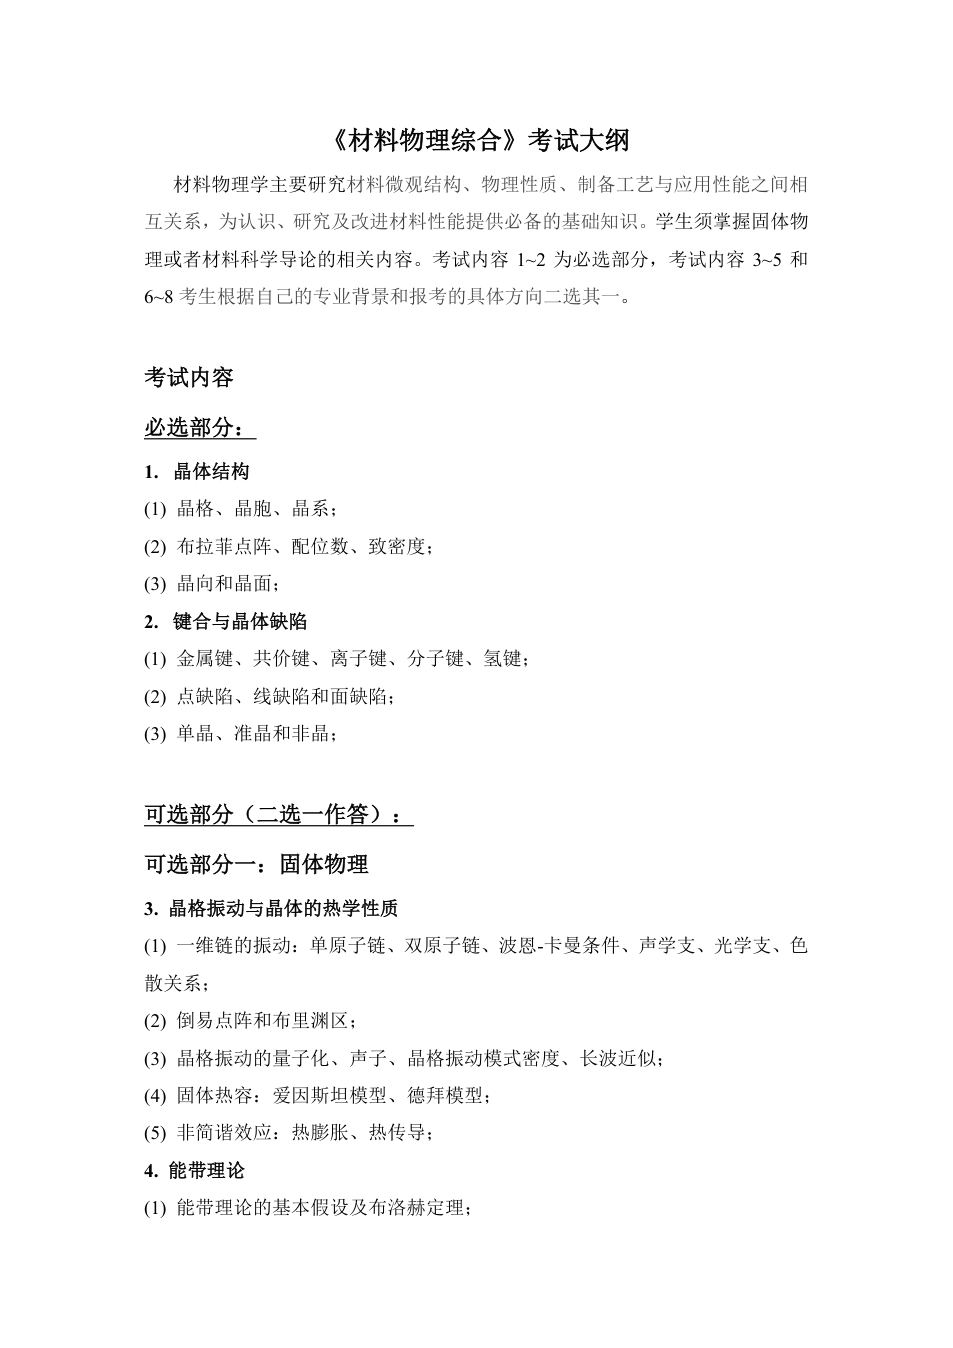 《材料物理综合》考试大纲
材料物理学主要研究材料微观结构、物理性质、制备工艺与应用性能之间相
互关系，为认识、研究及改进材料性能提供必备的基础知识。学生须掌握固体物
理或者材料科学导论的相关内容。考试内容 1~2 为必选部分，考试内容 3~5 和
6~8 考生根据自己的专业背景和报考的具体方向二选其一。
考试内容
必选部分：
1. 晶体结构
(1) 晶格、晶胞、晶系；
(2) 布拉菲点阵、配位数、致密度；
(3) 晶向和晶面；
2. 键合与晶体缺陷
(1) 金属键、共价键、离子键、分子键、氢键；
(2) 点缺陷、线缺陷和面缺陷；
(3) 单晶、准晶和非晶；
可选部分（二选一作答）：
可选部分一：固体物理
3. 晶格振动与晶体的热学性质
(1) 一维链的振动：单原子链、双原子链、波恩-卡曼条件、声学支、光学支、色
散关系；
(2) 倒易点阵和布里渊区；
(3) 晶格振动的量子化、声子、晶格振动模式密度、长波近似；
(4) 固体热容：爱因斯坦模型、德拜模型；
(5) 非简谐效应：热膨胀、热传导；
4. 能带理论
(1) 能带理论的基本假设及布洛赫定理；